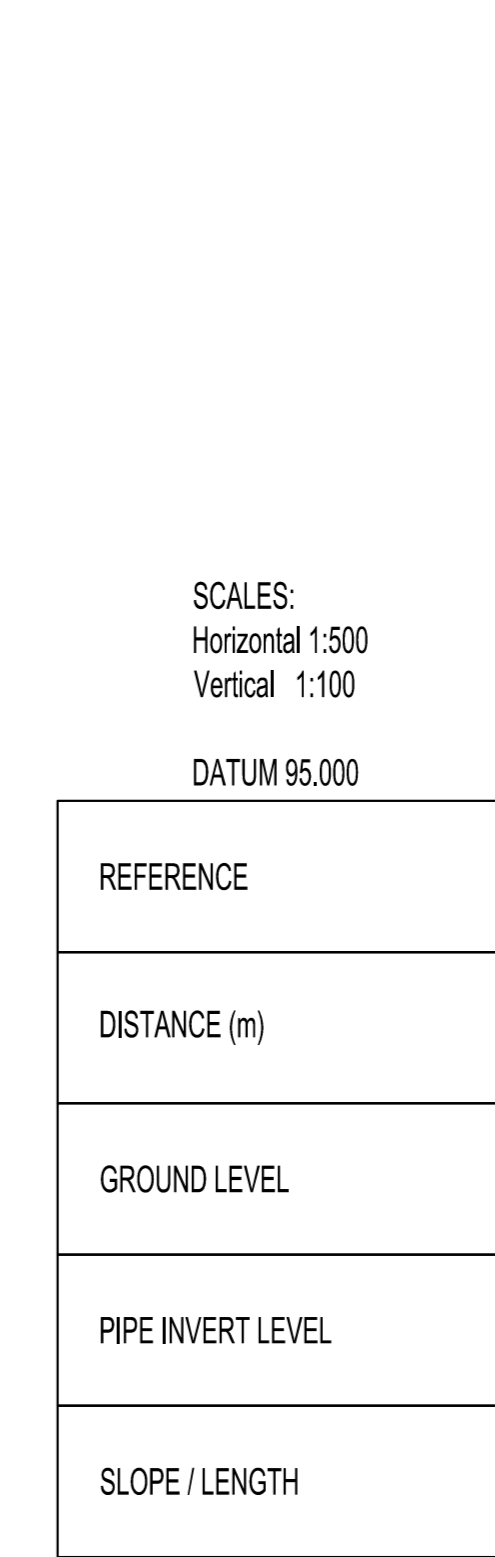 SCALES:
Horizontal 1:500
Vertical 1:100
DATUM 95.000
REFERENCE
DISTANCE (m)
GROUND LEVEL
PIPE INVERT LEVEL
SLOPE / LENGTH